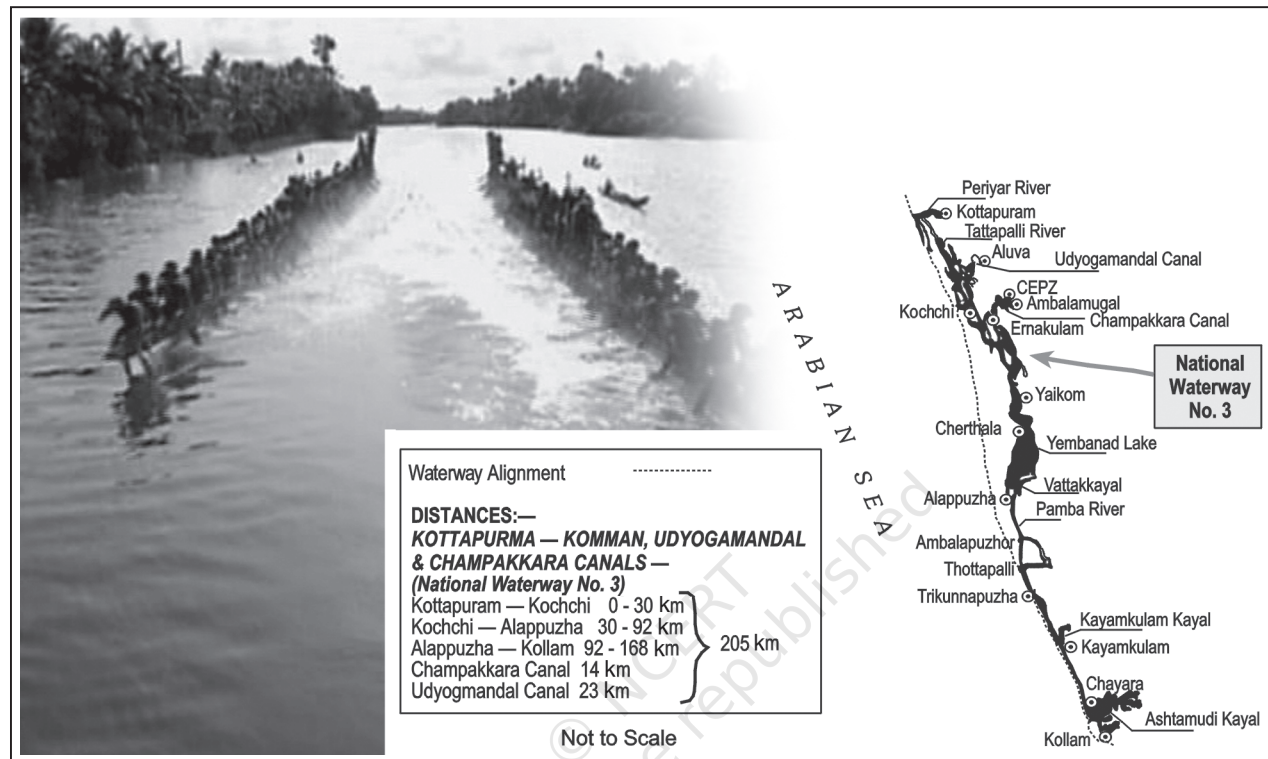 Periyar River
Kottapuram
Tattapalli River
Aluva
Udyogamandal Canal
CEPZ
Ambalamugal
Kochchi
Ernakulam
Champakkara Canal
ARABIAN SEA
National
Waterway
No. 3
Yaikom
Cherthala
Yembanad Lake
Vattakkayal
Alappuzha
Pamba River
Ambalapuzhor
Thottapalli
Trikunnapuzha
Kayamkulam Kayal
Kayamkulam
Chayara
Ashtamudi Kayal
Kollam
Waterway Alignment
DISTANCES:—
KOTTAPURMA — KOMMAN, UDYOGAMANDAL
& CHAMPAKKARA CANALS —
(National Waterway No. 3)
Kottapuram — Kochchi 0 - 30 km
Kochchi — Alappuzha 30 - 92 km
Alappuzha — Kollam 92 - 168 km
Champakkara Canal 14 km
Udyogmandal Canal 23 km
205 km
Not to Scale
© NCERT
e republished